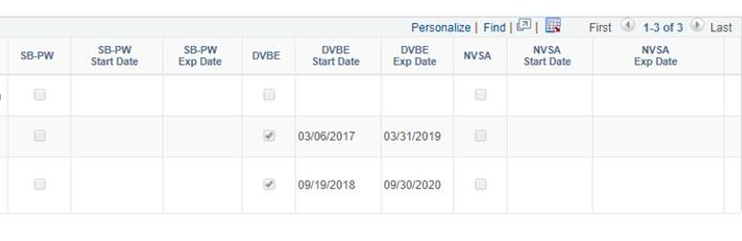 Personalize | Find | | First 1-3 of 3 Last
SB-PW SB-PW Start Date SB-PW Exp Date DVBE DVBE Start Date DVBE Exp Date NVSA NVSA Start Date NVSA Exp Date
03/06/2017 03/31/2019
09/19/2018 09/30/2020